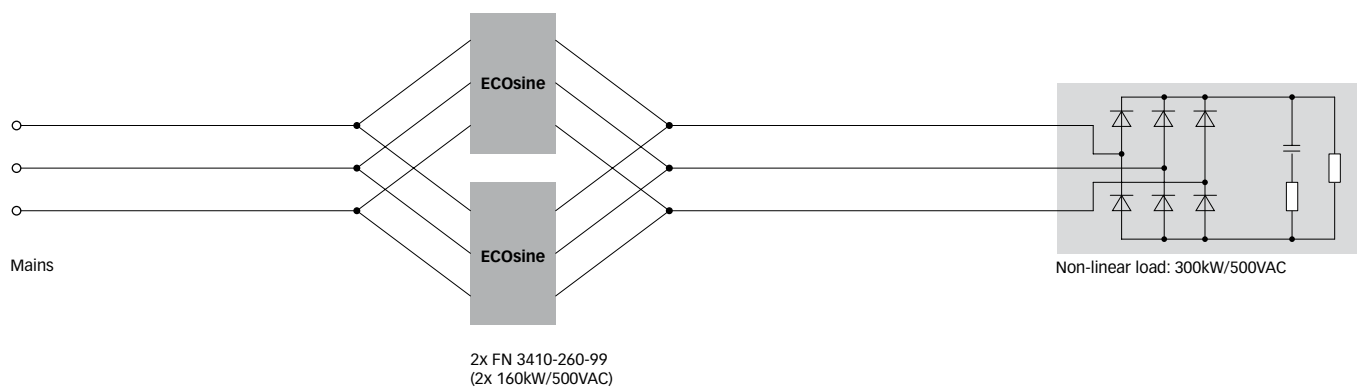 ECOsine
ECOsine
Mains
Non-linear load: 300kW/500VAC
2x FN 3410-260-99
(2x 160kW/500VAC)